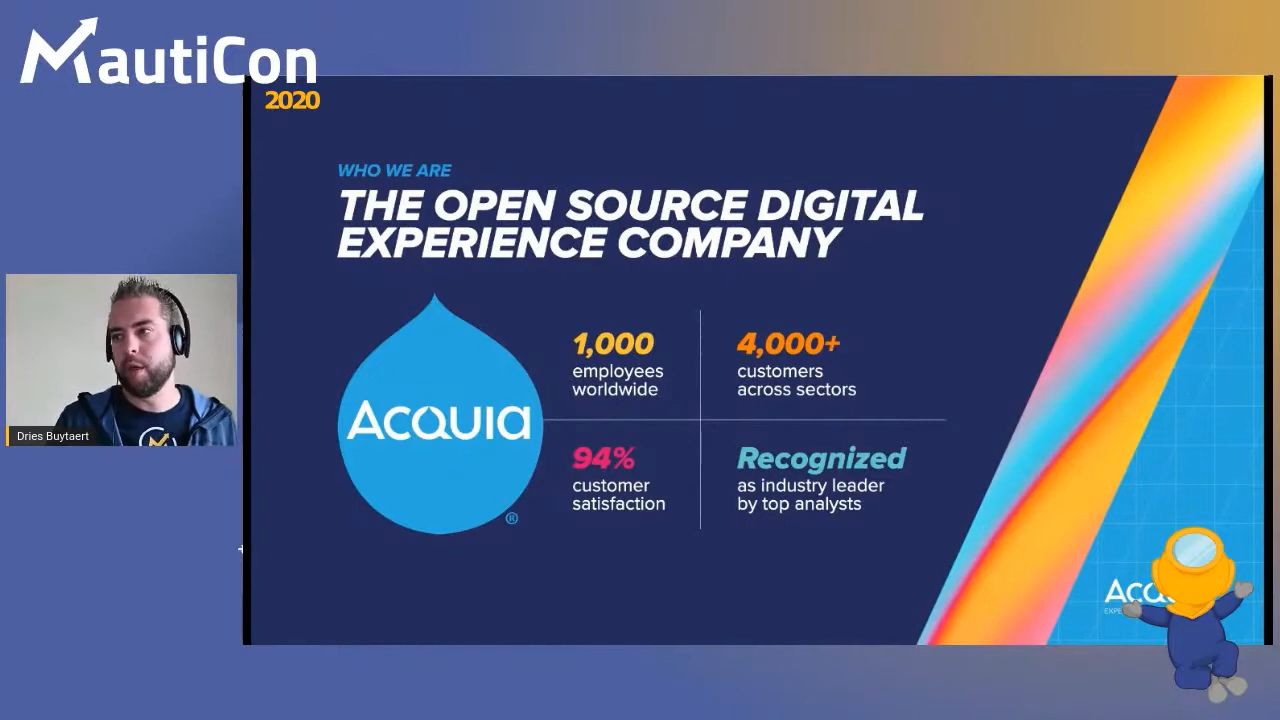 MautiCon
2020
WHO WE ARE
THE OPEN SOURCE DIGITAL
EXPERIENCE COMPANY
ACQUIA
®
1,000
employees
worldwide
4,000+
customers
across sectors
94%
customer
satisfaction
Recognized
as industry leader
by top analysts
Dries Buytaert